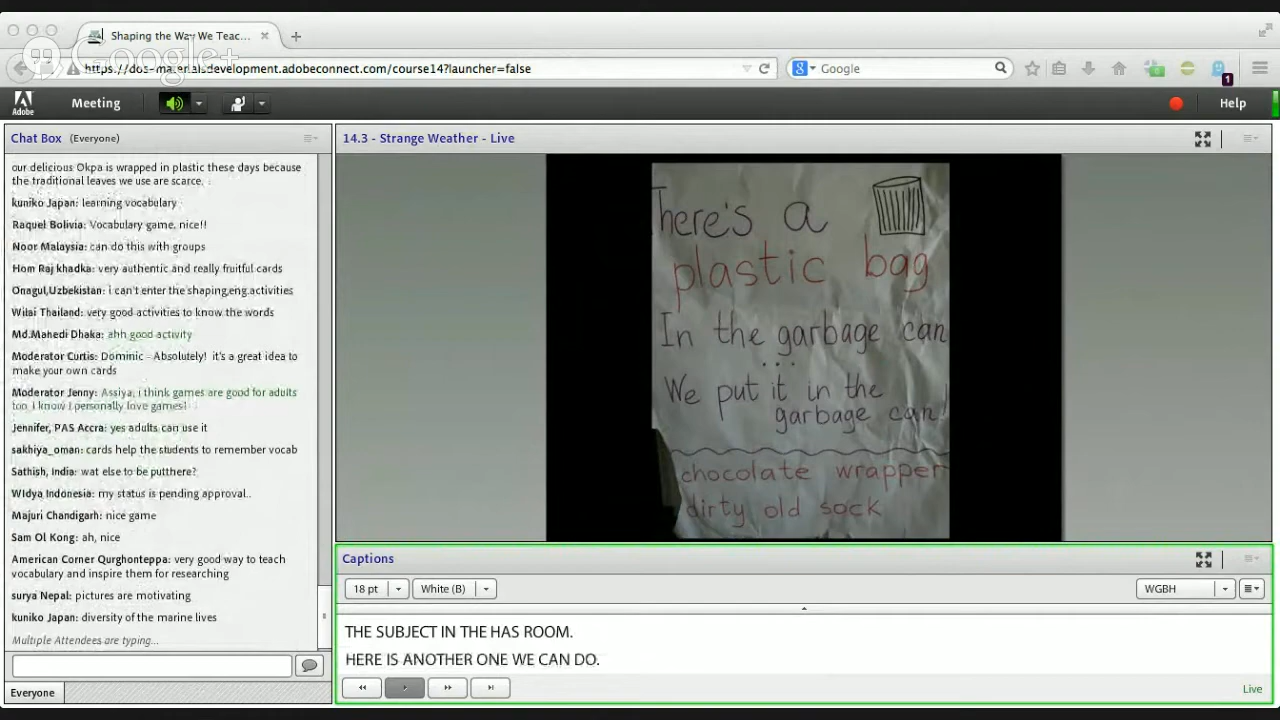 Shaping the Way We Teac...
Google+
https://dos-materialsdevelopment.adobeconnect.com/course14?launcher=false
Google
1
Adobe
Meeting
Help
Chat Box (Everyone)
our delicious Okpa is wrapped in plastic these days because
the traditional leaves we use are scarce.
kuniko Japan: learning vocabulary
Raquel Bolivia: Vocabulary game, nice!!
Noor Malaysia: can do this with groups
Hom Raj khadka: very authentic and really fruitful cards
Onagul,Uzbekistan: i can't enter the shaping,eng.activities
Wilai Thailand: very good activities to know the words
Md.Mahedi Dhaka: ahh good activity
Moderator Curtis: Dominic - Absolutely! it's a great idea to
make your own cards
Moderator Jenny: Assiya, i think games are good for adults
too. I know I personally love games!
Jennifer, PAS Accra: yes adults can use it
sakhiya_oman: cards help the students to remember vocab
Sathish, India: wat else to be putthere?
WIdya Indonesia: my status is pending approval..
Majuri Chandigarh: nice game
Sam Ol Kong: ah, nice
American Corner Qurghonteppa: very good way to teach
vocabulary and inspire them for researching
surya Nepal: pictures are motivating
kuniko Japan: diversity of the marine lives
Multiple Attendees are typing...
Everyone
14.3 - Strange Weather - Live
There's a
plastic bag
In the garbage can
...
We put it in the
garbage can!
chocolate wrapper
dirty old sock
Captions
18 pt
White (B)
WGBH
THE SUBJECT IN THE HAS ROOM.
HERE IS ANOTHER ONE WE CAN DO.
Live